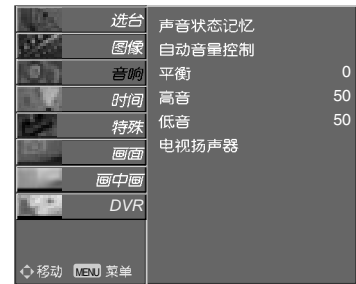 选台
图像
音响
时间
特殊
画面
画中画
DVR
移动 MENU 菜单
声音状态记忆
自动音量控制
平衡 0
高音 50
低音 50
电视扬声器